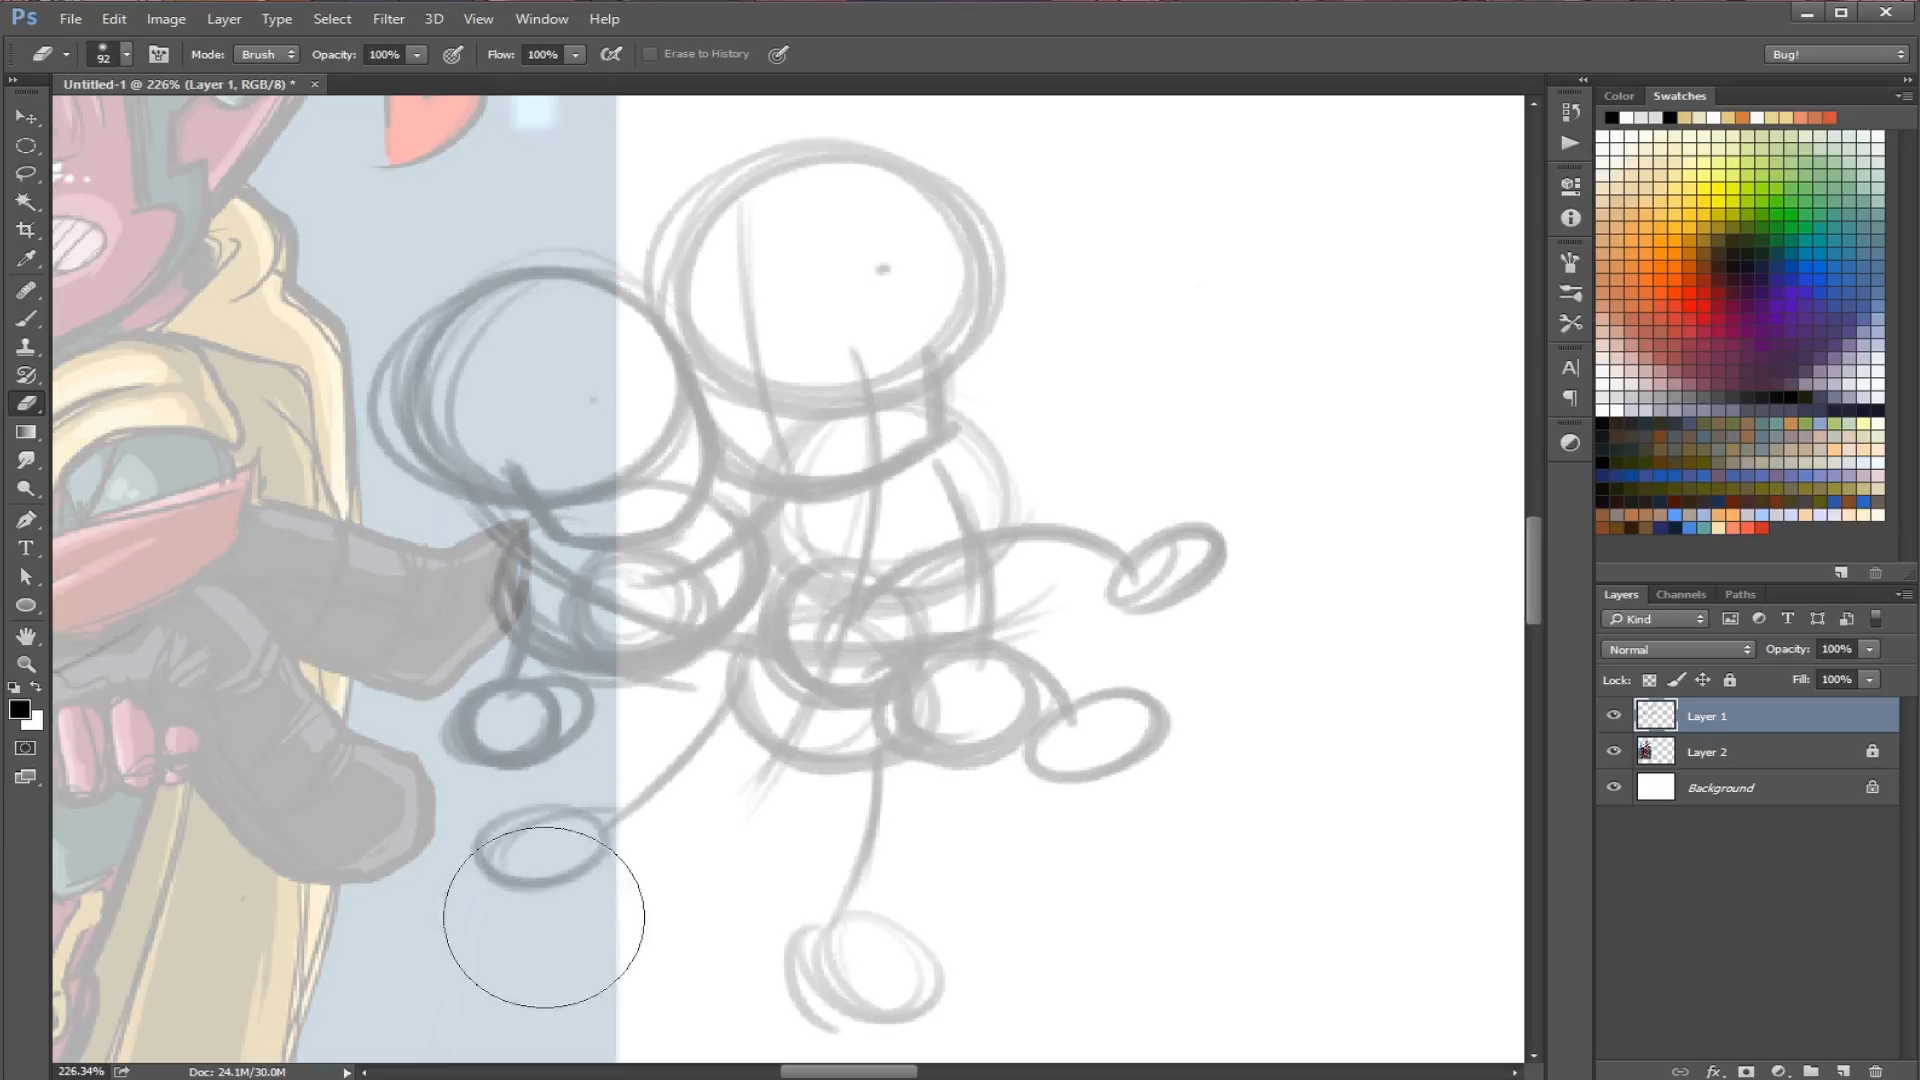 Ps File Edit Image Layer Type Select Filter 3D View Window Help
92 Mode: Brush Opacity: 100% Flow: 100% Erase to History Bug!
Untitled-1 @ 226% (Layer 1, RGB/8) * ×
Color Swatches
Layers Channels Paths
Kind
Normal Opacity: 100%
Lock: Fill: 100%
Layer 1
Layer 2
Background
226.34% Doc: 24.1M/30.0M